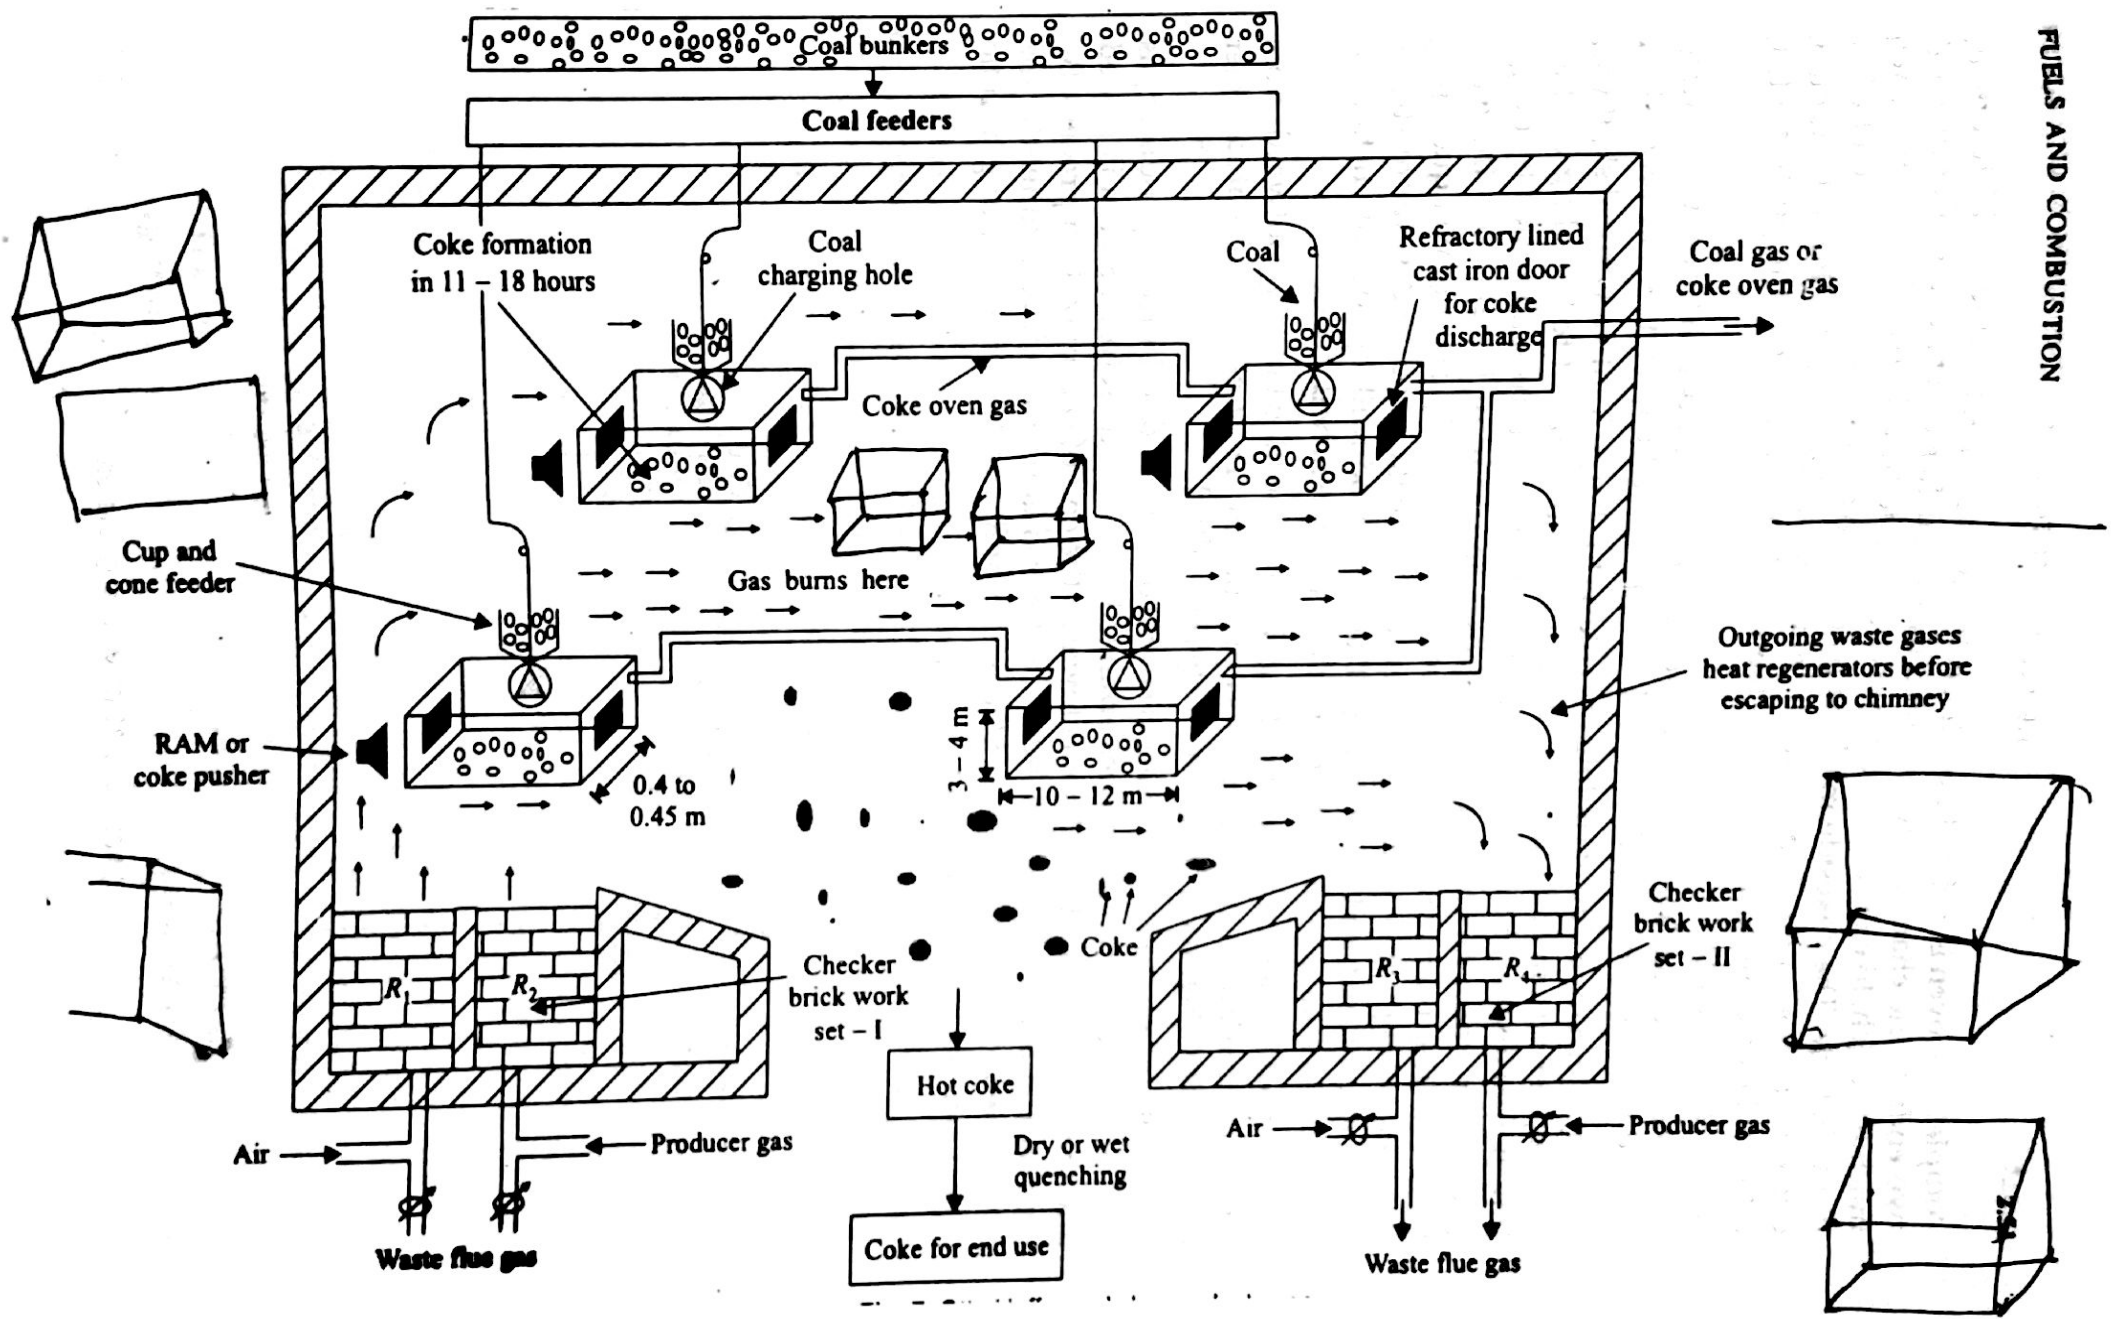 Coal bunkers
FUELS AND COMBUSTION
Coal feeders
Coke formation
in 11 – 18 hours
Coal
charging hole
Coal
Refractory lined
cast iron door
for coke
discharge
Coal gas or
coke oven gas
Coke oven gas
Cup and
cone feeder
Gas burns here
Outgoing waste gases
heat regenerators before
escaping to chimney
RAM or
coke pusher
0.4 to
0.45 m
3 – 4 m
10 – 12 m
Checker
brick work
set – I
Coke
Checker
brick work
set – II
R1
R2
R3
R4
Hot coke
Air
Producer gas
Dry or wet
quenching
Air
Producer gas
Waste flue gas
Coke for end use
Waste flue gas